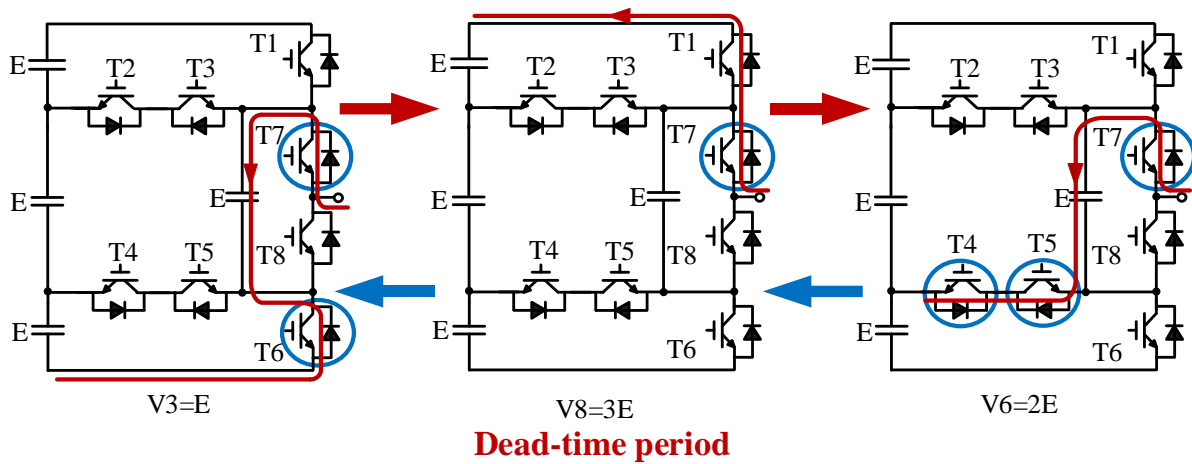 T1
E
T2
T3
T7
E
E
T8
T4
T5
E
T6
V3=E
T1
E
T2
T3
T7
E
E
T8
T4
T5
E
T6
V8=3E
T1
E
T2
T3
T7
E
E
T8
T4
T5
E
T6
V6=2E
Dead-time period